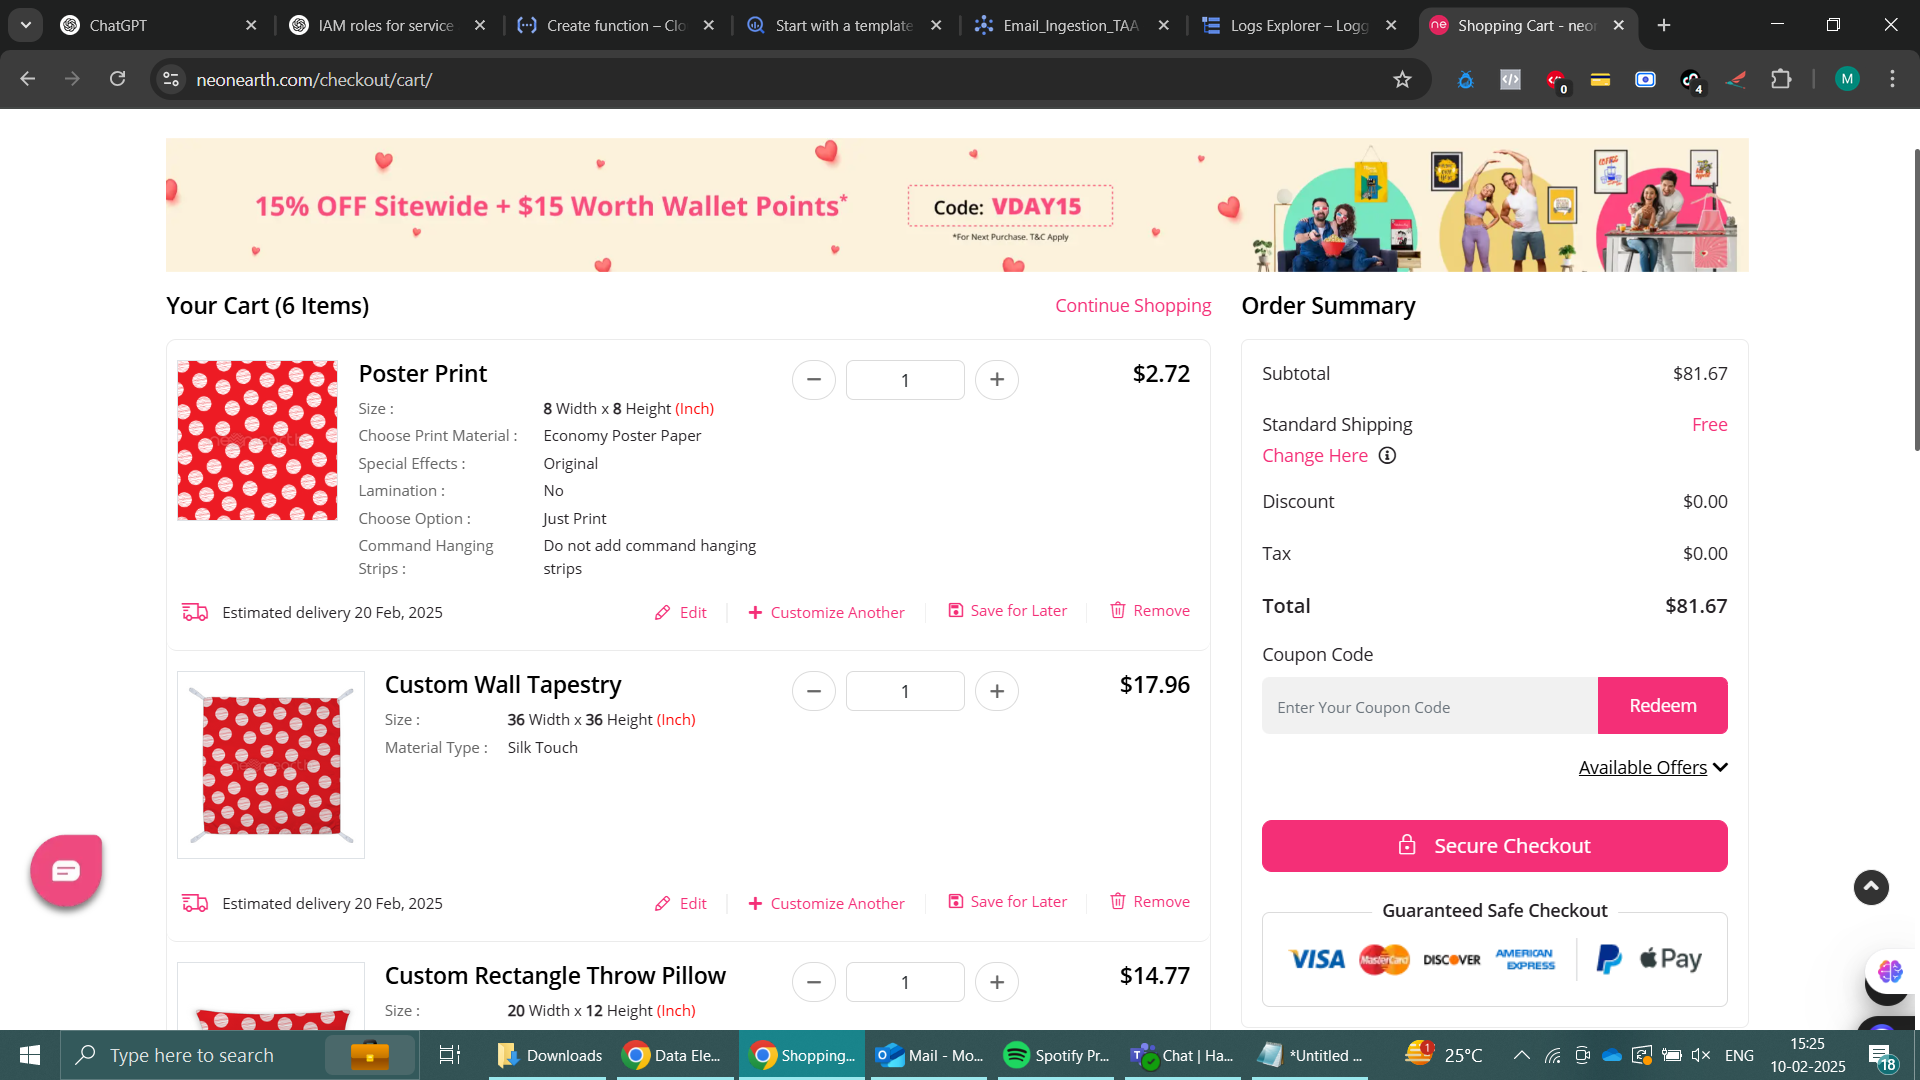 ChatGPT
IAM roles for service
Create function – Clo
Start with a template
Email_Ingestion_TAA
Logs Explorer – Logg
ne Shopping Cart - neor
neonearth.com/checkout/cart/
0
4
M
15% OFF Sitewide + $15 Worth Wallet Points*
Code: VDAY15
*For Next Purchase. T&C Apply
Your Cart (6 Items)
Continue Shopping
Poster Print
1
$2.72
Size :
8 Width x 8 Height (Inch)
Choose Print Material :
Economy Poster Paper
Special Effects :
Original
Lamination :
No
Choose Option :
Just Print
Command Hanging
Strips :
Do not add command hanging
strips
Estimated delivery 20 Feb, 2025
Edit
Customize Another
Save for Later
Remove
Custom Wall Tapestry
1
$17.96
Size :
36 Width x 36 Height (Inch)
Material Type :
Silk Touch
Estimated delivery 20 Feb, 2025
Edit
Customize Another
Save for Later
Remove
Custom Rectangle Throw Pillow
1
$14.77
Size :
20 Width x 12 Height (Inch)
Order Summary
Subtotal
$81.67
Standard Shipping
Free
Change Here
Discount
$0.00
Tax
$0.00
Total
$81.67
Coupon Code
Enter Your Coupon Code
Redeem
Available Offers
Secure Checkout
Guaranteed Safe Checkout
VISA
MasterCard
DISCOVER
AMERICAN
EXPRESS
Pay
Type here to search
Downloads
Data Ele...
Shopping...
Mail - Mo...
Spotify Pr...
Chat | Ha...
*Untitled ...
1
25°C
ENG
15:25
10-02-2025
18